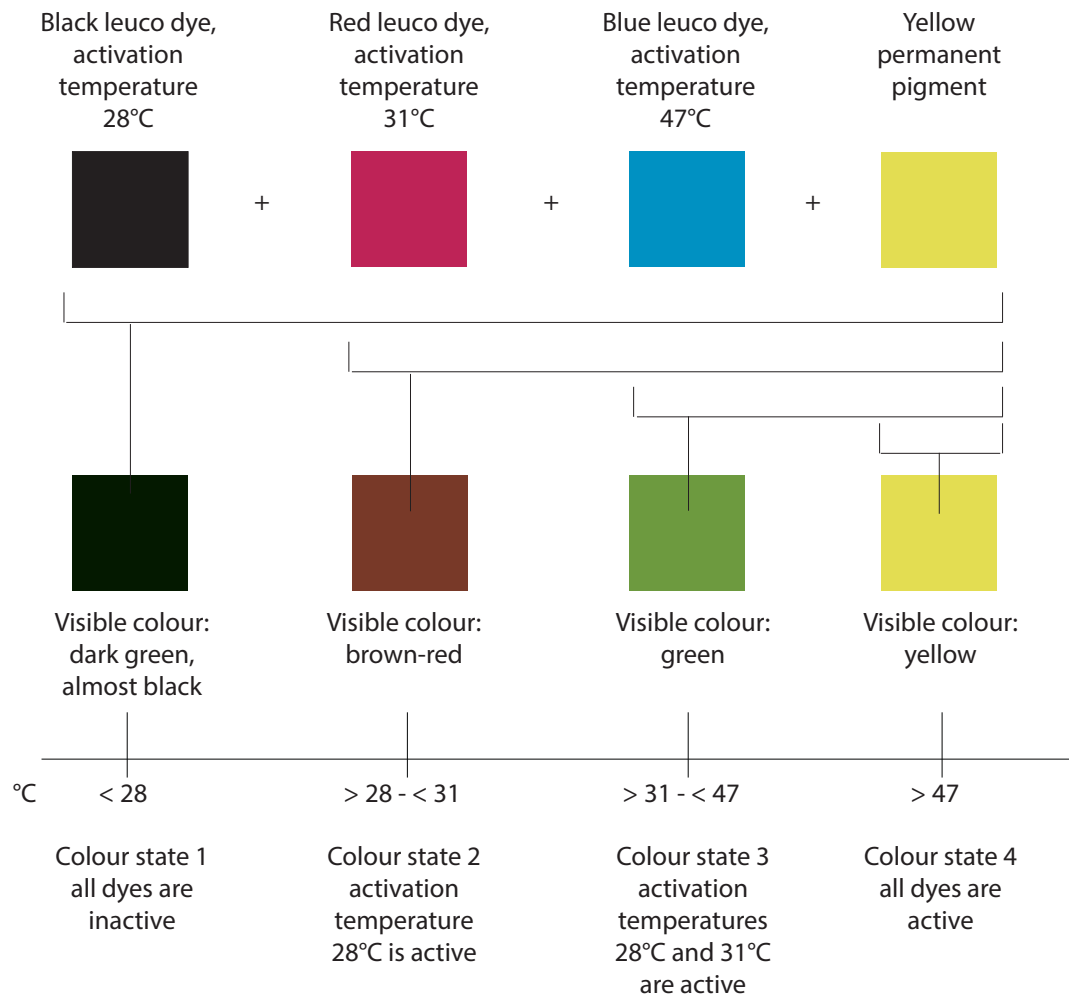 Black leuco dye,
activation
temperature
28°C
Red leuco dye,
activation
temperature
31°C
Blue leuco dye,
activation
temperature
47°C
Yellow
permanent
pigment
+
+
+
Visible colour:
dark green,
almost black
Visible colour:
brown-red
Visible colour:
green
Visible colour:
yellow
°C
< 28
> 28 - < 31
> 31 - < 47
> 47
Colour state 1
all dyes are
inactive
Colour state 2
activation
temperature
28°C is active
Colour state 3
activation
temperatures
28°C and 31°C
are active
Colour state 4
all dyes are
active